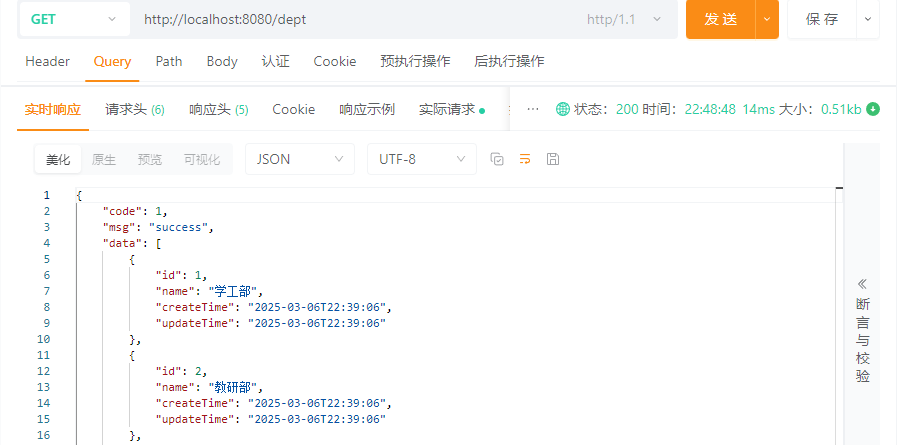 GET http://localhost:8080/dept http/1.1 发 送 保 存
Header Query Path Body 认证 Cookie 预执行操作 后执行操作
实时响应 请求头 (6) 响应头 (5) Cookie 响应示例 实际请求 ... 状态: 200 时间: 22:48:48 14ms 大小: 0.51kb
美化 原生 预览 可视化 JSON UTF-8
1 {
2 "code": 1,
3 "msg": "success",
4 "data": [
5 {
6 "id": 1,
7 "name": "学工部",
8 "createTime": "2025-03-06T22:39:06",
9 "updateTime": "2025-03-06T22:39:06"
10 },
11 {
12 "id": 2,
13 "name": "教研部",
14 "createTime": "2025-03-06T22:39:06",
15 "updateTime": "2025-03-06T22:39:06"
16 },
断言与校验